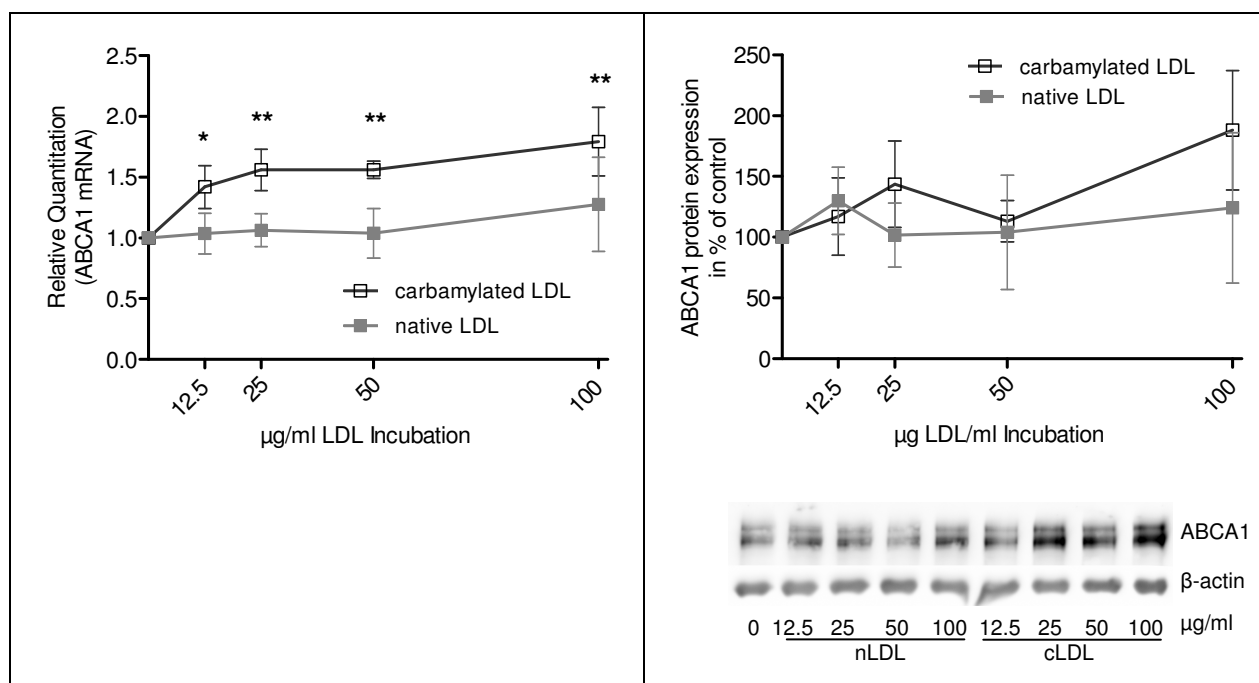 2.5
2.0
1.5
1.0
0.5
0.0
Relative Quantitation
(ABCA1 mRNA)
*
**
**
**
carbamylated LDL
native LDL
12.5
25
50
100
µg/ml LDL Incubation
250
200
150
100
50
0
ABCA1 protein expression
in % of control
carbamylated LDL
native LDL
12.5
25
50
100
µg LDL/ml Incubation
ABCA1
β-actin
0 12.5 25 50 100 12.5 25 50 100 µg/ml
nLDL cLDL